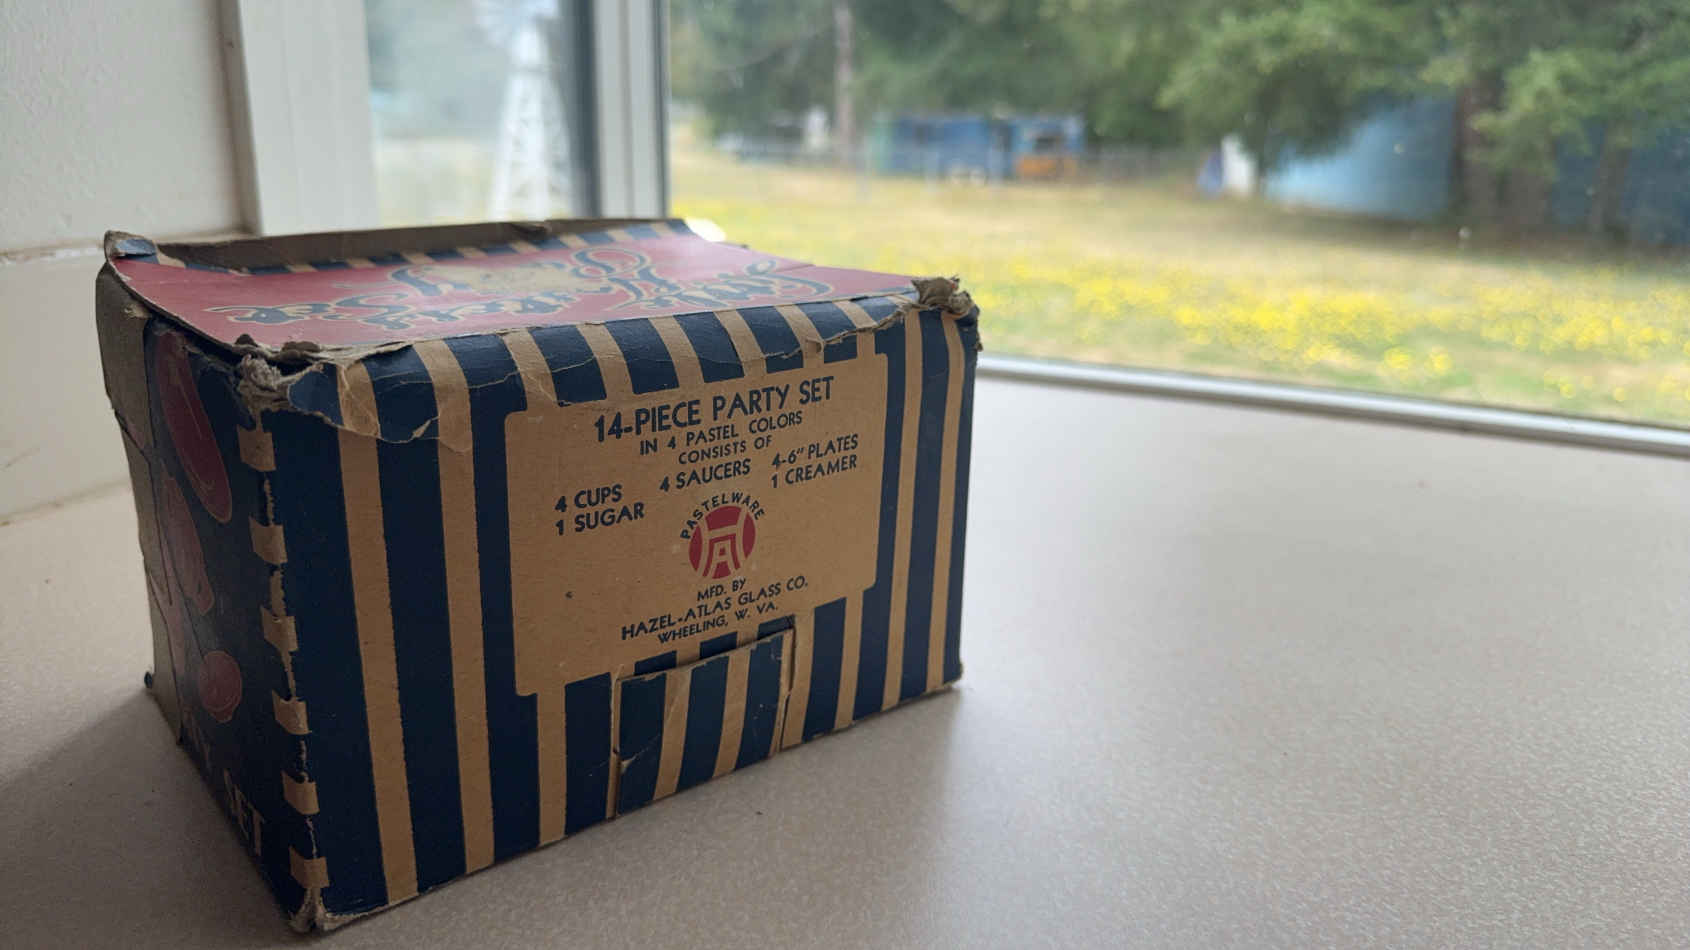 14-PIECE PARTY SET
IN 4 PASTEL COLORS
CONSISTS OF
4 CUPS 4 SAUCERS 4-6" PLATES
1 SUGAR 1 CREAMER
PASTELWARE
HA
MFD. BY
HAZEL-ATLAS GLASS CO.
WHEELING, W. VA.